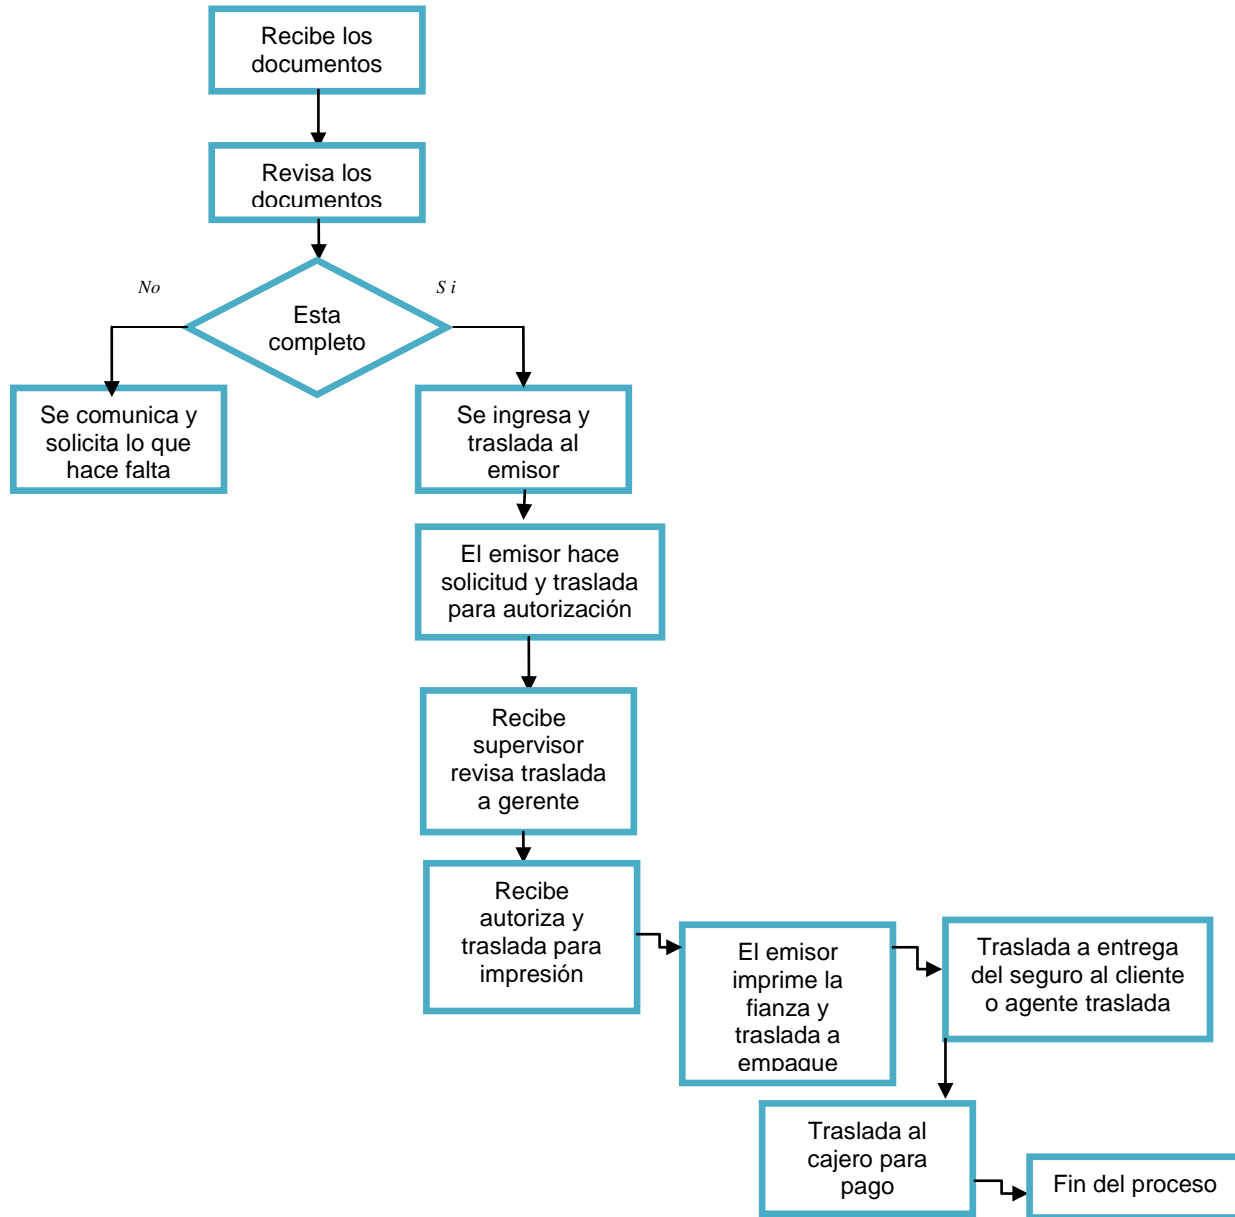 Recibe los
documentos
Revisa los
documentos
No
S i
Esta
completo
Se comunica y
solicita lo que
hace falta
Se ingresa y
traslada al
emisor
El emisor hace
solicitud y traslada
para autorización
Recibe
supervisor
revisa traslada
a gerente
Recibe
autoriza y
traslada para
impresión
El emisor
imprime la
fianza y
traslada a
empaque
Traslada a entrega
del seguro al cliente
o agente traslada
Traslada al
cajero para
pago
Fin del proceso